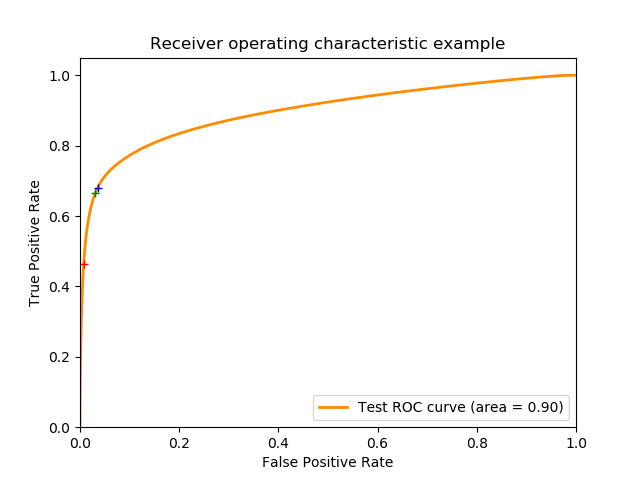 Receiver operating characteristic example
True Positive Rate
1.0
0.8
0.6
0.4
0.2
0.0
0.0 0.2 0.4 0.6 0.8 1.0
False Positive Rate
Test ROC curve (area = 0.90)